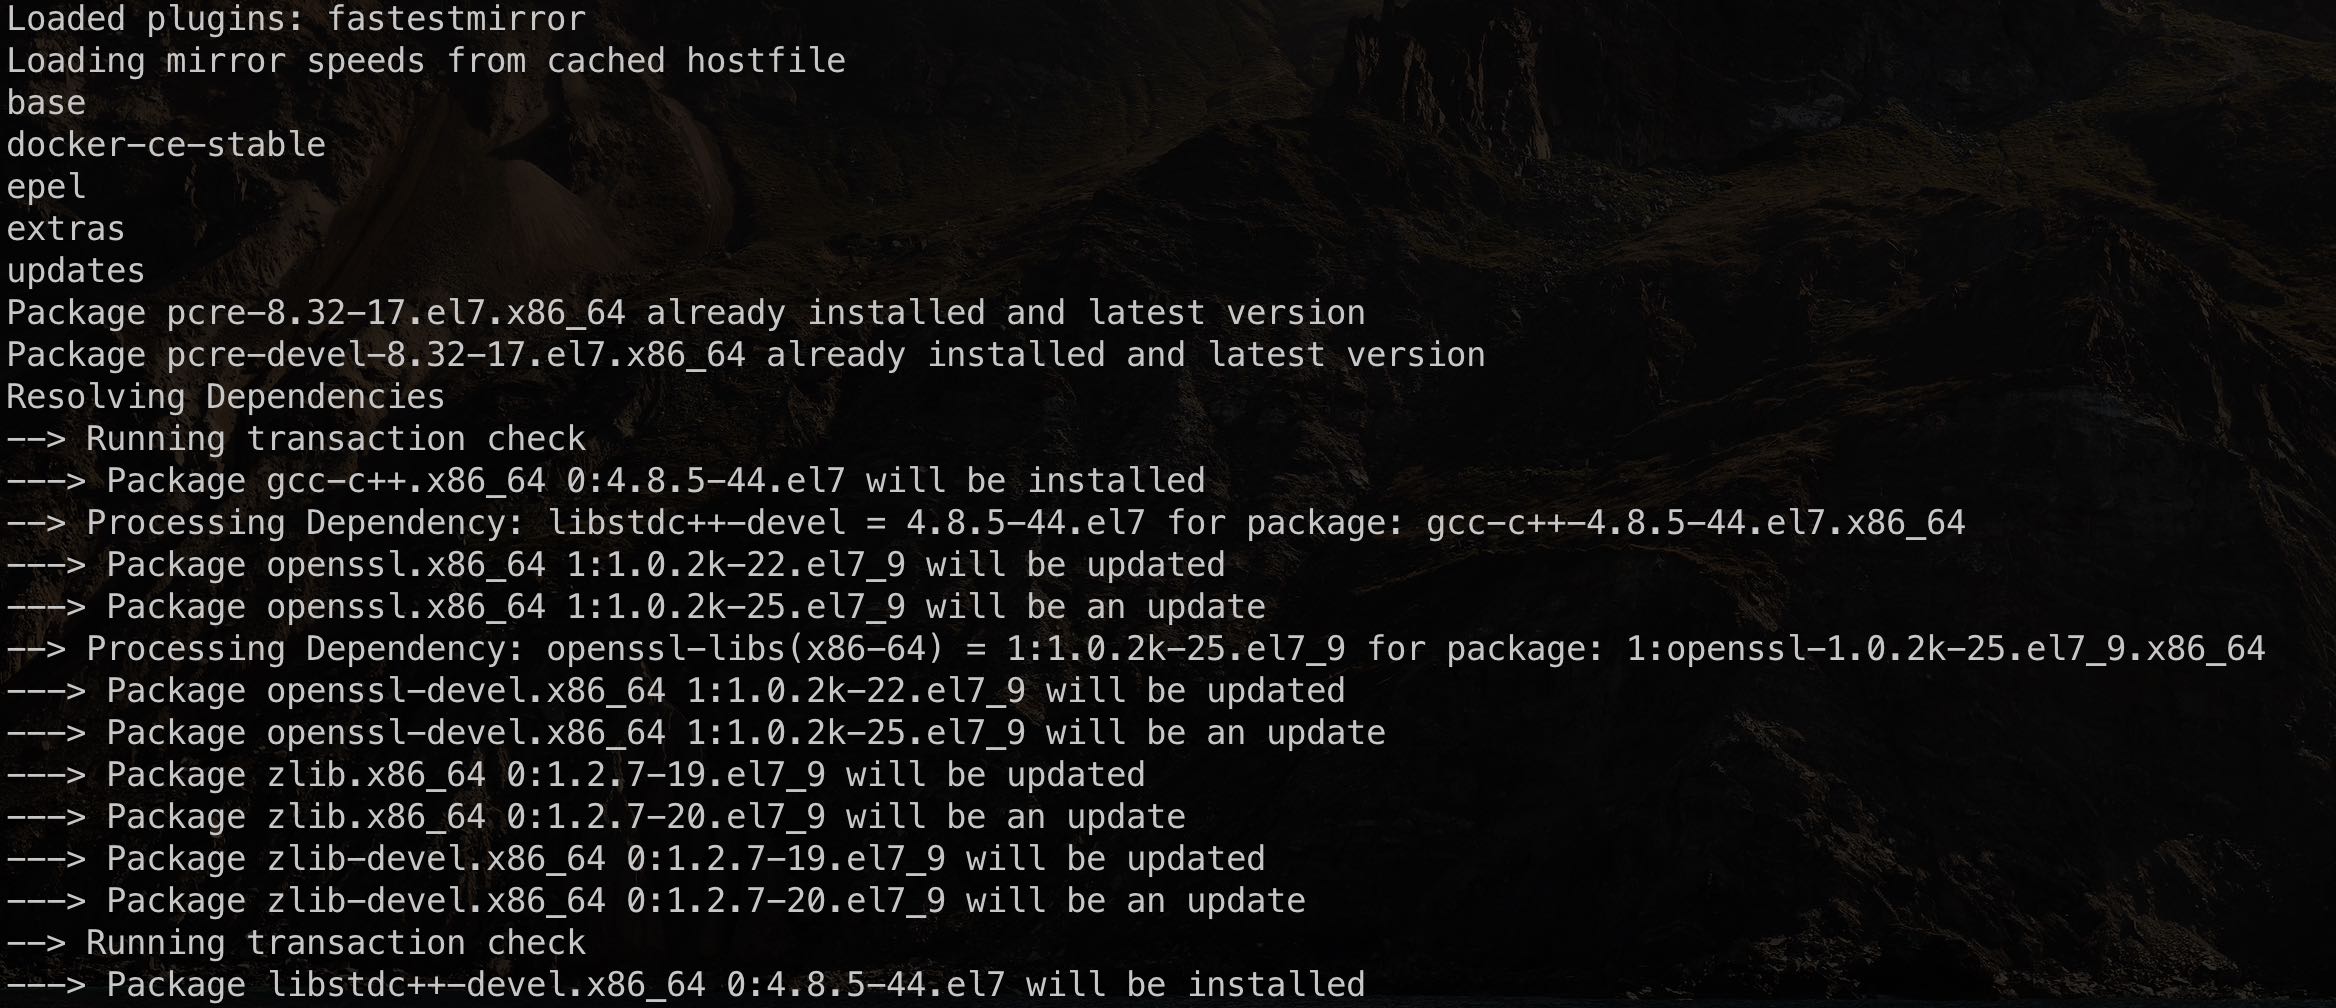 Loaded plugins: fastestmirror
Loading mirror speeds from cached hostfile
base
docker-ce-stable
epel
extras
updates
Package pcre-8.32-17.el7.x86_64 already installed and latest version
Package pcre-devel-8.32-17.el7.x86_64 already installed and latest version
Resolving Dependencies
--> Running transaction check
---> Package gcc-c++.x86_64 0:4.8.5-44.el7 will be installed
--> Processing Dependency: libstdc++-devel = 4.8.5-44.el7 for package: gcc-c++-4.8.5-44.el7.x86_64
---> Package openssl.x86_64 1:1.0.2k-22.el7_9 will be updated
---> Package openssl.x86_64 1:1.0.2k-25.el7_9 will be an update
--> Processing Dependency: openssl-libs(x86-64) = 1:1.0.2k-25.el7_9 for package: 1:openssl-1.0.2k-25.el7_9.x86_64
---> Package openssl-devel.x86_64 1:1.0.2k-22.el7_9 will be updated
---> Package openssl-devel.x86_64 1:1.0.2k-25.el7_9 will be an update
---> Package zlib.x86_64 0:1.2.7-19.el7_9 will be updated
---> Package zlib.x86_64 0:1.2.7-20.el7_9 will be an update
---> Package zlib-devel.x86_64 0:1.2.7-19.el7_9 will be updated
---> Package zlib-devel.x86_64 0:1.2.7-20.el7_9 will be an update
--> Running transaction check
---> Package libstdc++-devel.x86_64 0:4.8.5-44.el7 will be installed